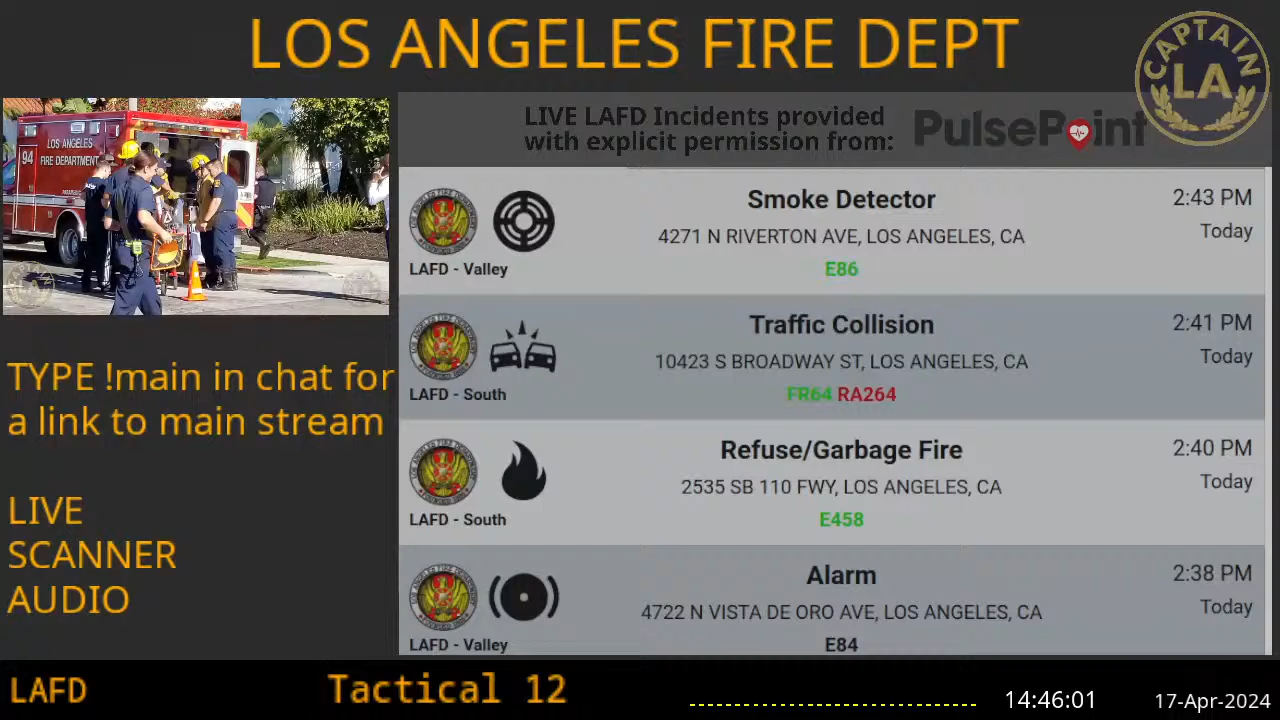 LOS ANGELES FIRE DEPT
CAPTAIN
LA
LIVE LAFD Incidents provided
with explicit permission from:
PulsePoint
94
LOS ANGELES
FIRE DEPARTMENT
Smoke Detector
2:43 PM
4271 N RIVERTON AVE, LOS ANGELES, CA
Today
LAFD - Valley
E86
Traffic Collision
2:41 PM
10423 S BROADWAY ST, LOS ANGELES, CA
Today
LAFD - South
FR64 RA264
Refuse/Garbage Fire
2:40 PM
2535 SB 110 FWY, LOS ANGELES, CA
Today
LAFD - South
E458
Alarm
2:38 PM
4722 N VISTA DE ORO AVE, LOS ANGELES, CA
Today
LAFD - Valley
E84
TYPE !main in chat for
a link to main stream
LIVE
SCANNER
AUDIO
LAFD
Tactical 12
14:46:01
17-Apr-2024